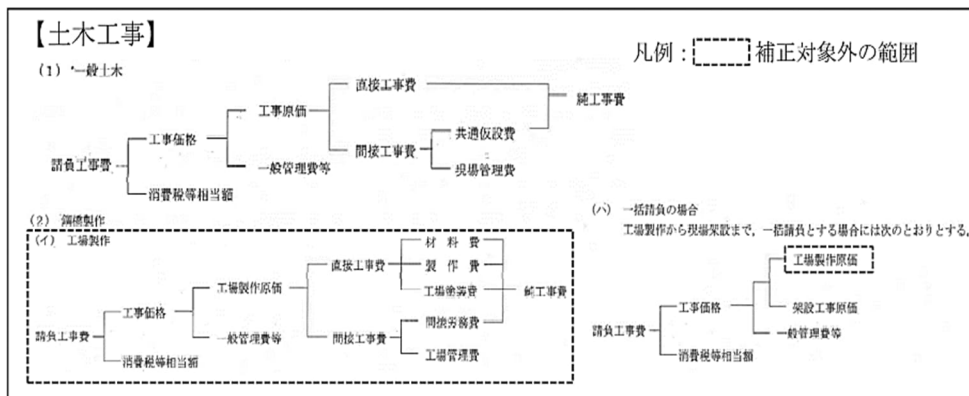 【土木工事】
凡例： 補正対象外の範囲
(1) 一般土木
直接工事費
純工事費
工事原価
共通仮設費
工事価格
間接工事費
請負工事費
一般管理費等
現場管理費
消費税等相当額
(2) 鋼橋製作
(イ) 工場製作
材料費
直接工事費
製作費
工場製作原価
工場塗装費
純工事費
工事価格
間接労務費
請負工事費
一般管理費等
間接工事費
工場管理費
消費税等相当額
(ハ) 一括請負の場合
工場製作から現場架設まで，一括請負とする場合には次のとおりとする。
工場製作原価
工事価格
架設工事原価
請負工事費
一般管理費等
消費税等相当額